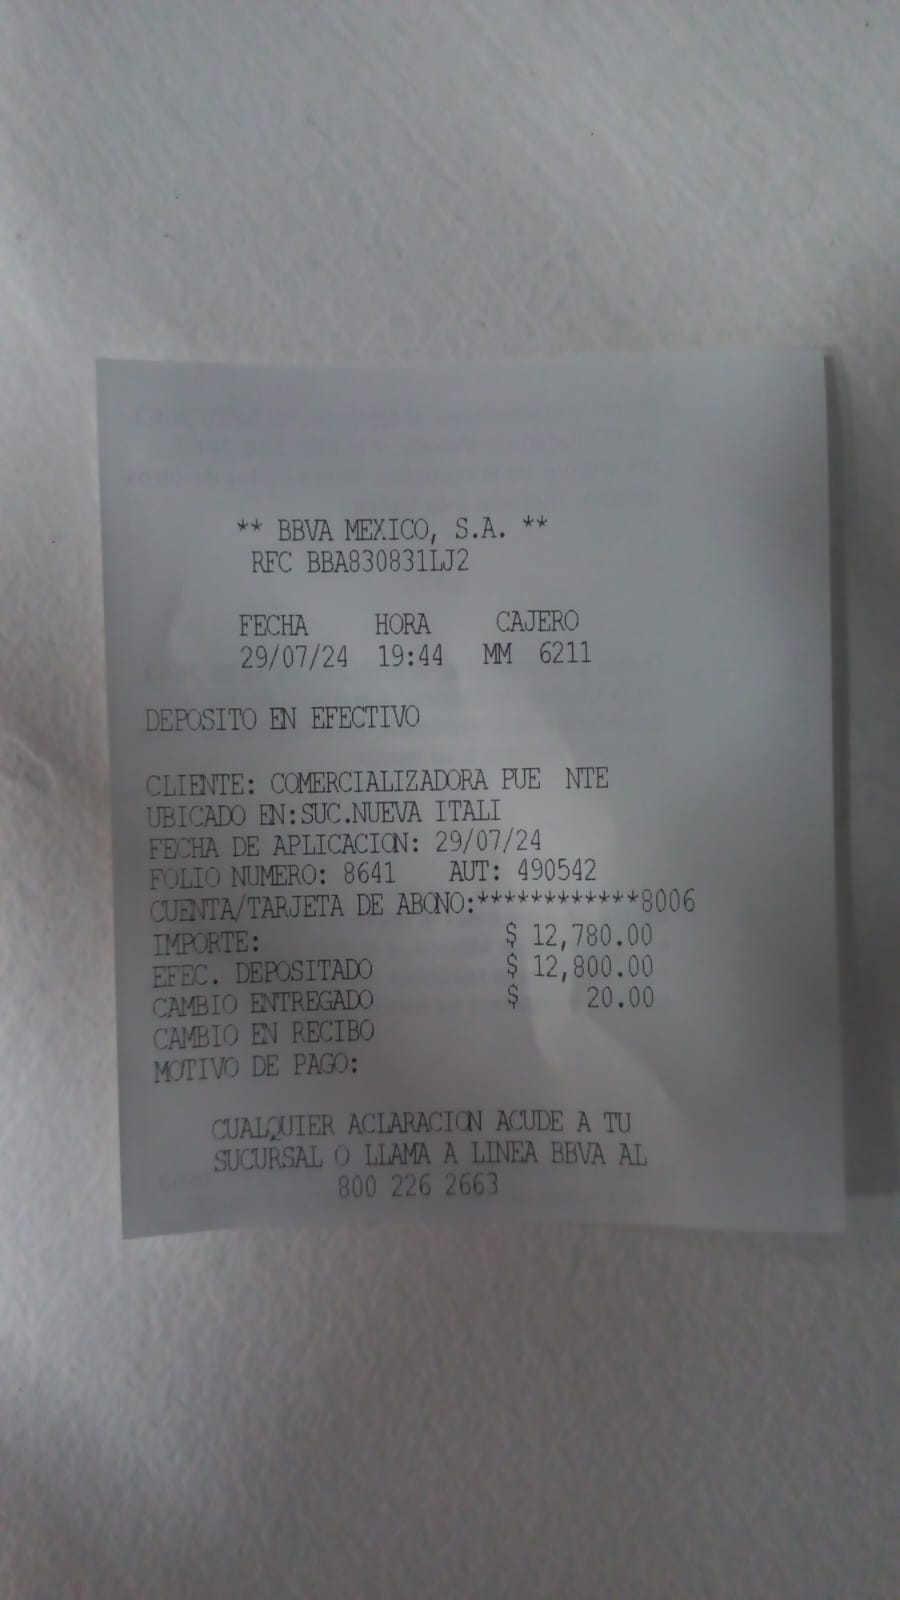 ** BBVA MEXICO, S.A. **
RFC BBA830831LJ2
FECHA HORA CAJERO
29/07/24 19:44 MM 6211
DEPOSITO EN EFECTIVO
CLIENTE: COMERCIALIZADORA PUE NTE
UBICADO EN:SUC.NUEVA ITALI
FECHA DE APLICACION: 29/07/24
FOLIO NUMERO: 8641 AUT: 490542
CUENTA/TARJETA DE ABONO:************8006
IMPORTE: $ 12,780.00
EFEC. DEPOSITADO $ 12,800.00
CAMBIO ENTREGADO $ 20.00
CAMBIO EN RECIBO
MOTIVO DE PAGO:
CUALQUIER ACLARACION ACUDE A TU
SUCURSAL O LLAMA A LINEA BBVA AL
800 226 2663